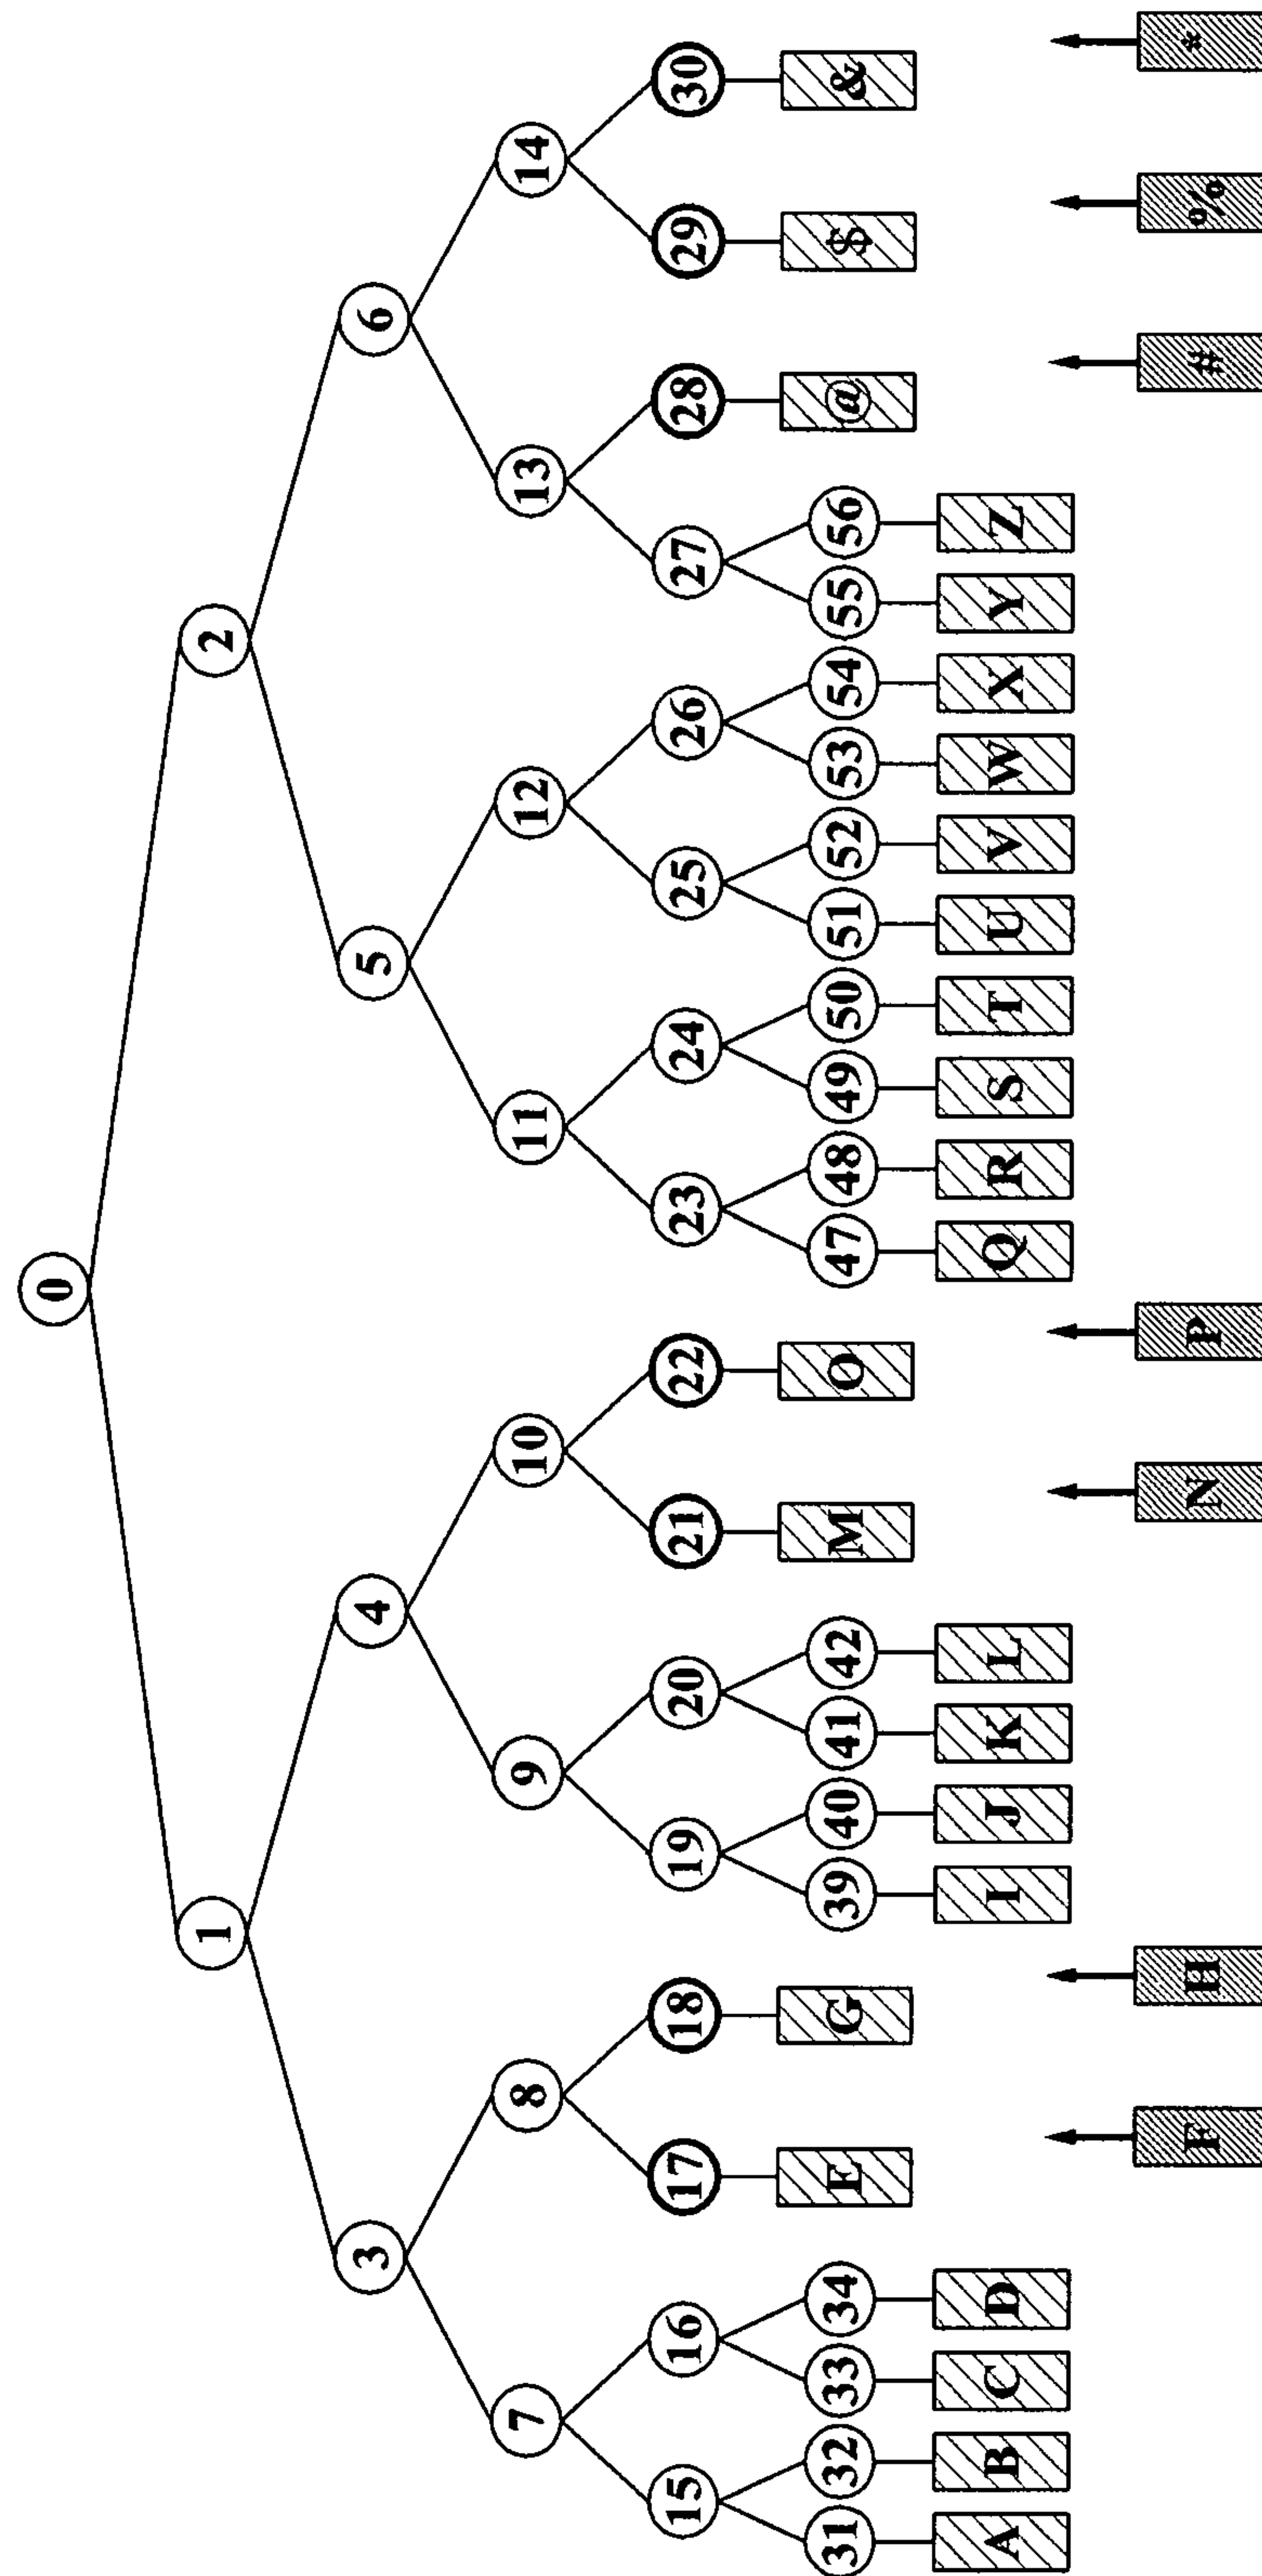 0
1 2
3 4 5 6
7 8 9 10 11 12 13 14
15 16 17 18 19 20 21 22 23 24 25 26 27 28 29 30
E G M O @ $ &
31 32 33 34 39 40 41 42 47 48 49 50 51 52 53 54 55 56
A B C D I J K L Q R S T U V W X Y Z
F H N P # % *